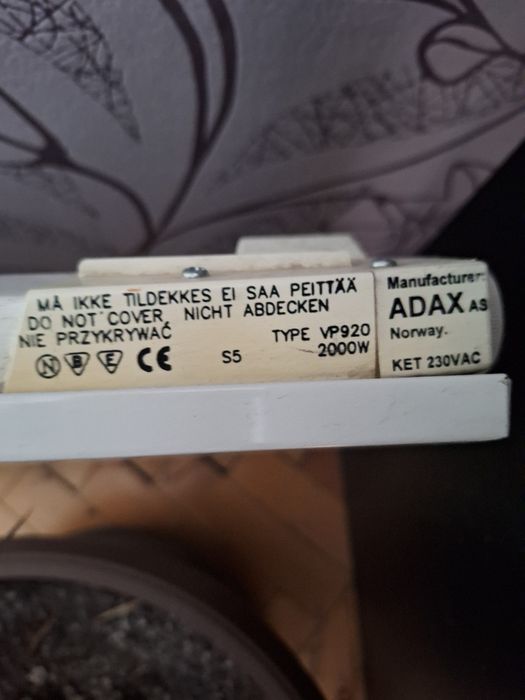 MÅ IKKE TILDEKKES EI SAA PEITTÄÄ
DO NOT COVER NICHT ABDECKEN
NIE PRZYKRYWAĆ
TYPE VP920
N B E CE S5 2000W
Manufacturer:
ADAX AS
Norway.
KET 230VAC